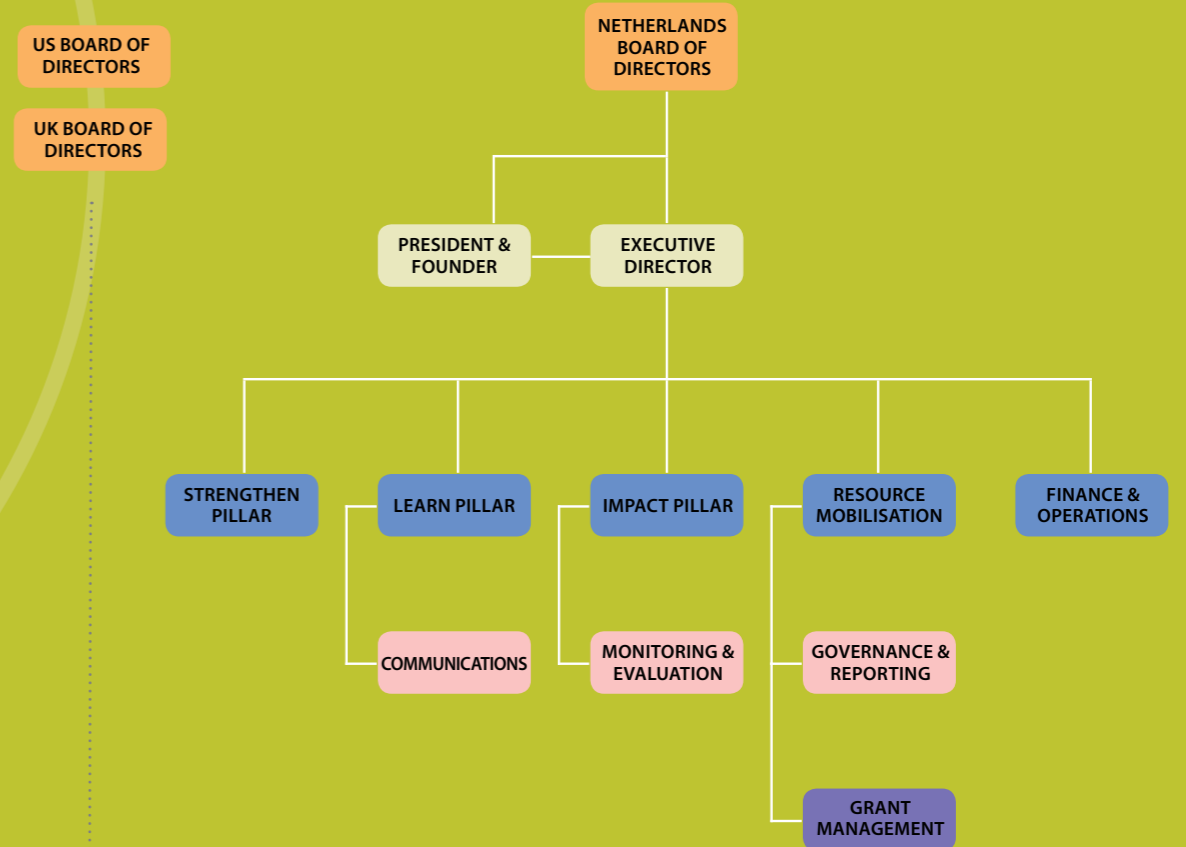 US BOARD OF
DIRECTORS
UK BOARD OF
DIRECTORS
NETHERLANDS
BOARD OF
DIRECTORS
PRESIDENT &
FOUNDER
EXECUTIVE
DIRECTOR
STRENGTHEN
PILLAR
LEARN PILLAR
IMPACT PILLAR
RESOURCE
MOBILISATION
FINANCE &
OPERATIONS
COMMUNICATIONS
MONITORING &
EVALUATION
GOVERNANCE &
REPORTING
GRANT
MANAGEMENT